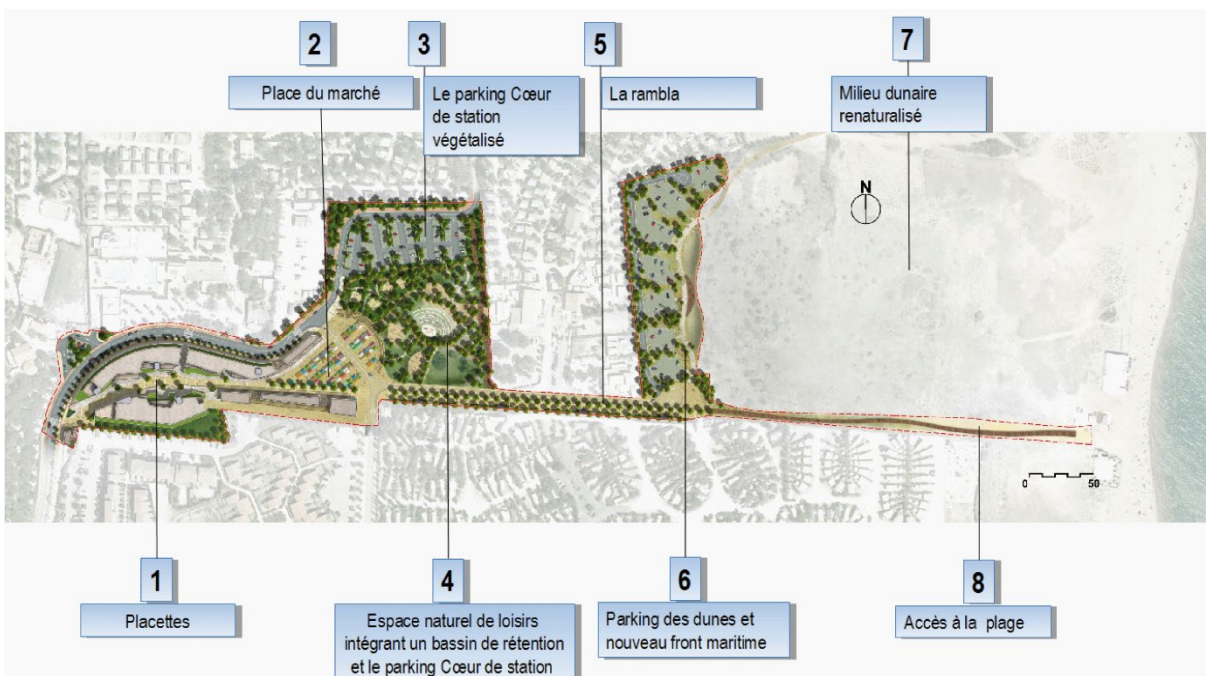 2
Place du marché
3
Le parking Cœur
de station
végétalisé
5
La rambla
7
Milieu dunaire
renaturalisé
N
0 50
1
Placettes
4
Espace naturel de loisirs
intégrant un bassin de rétention
et le parking Cœur de station
6
Parking des dunes et
nouveau front maritime
8
Accès à la plage